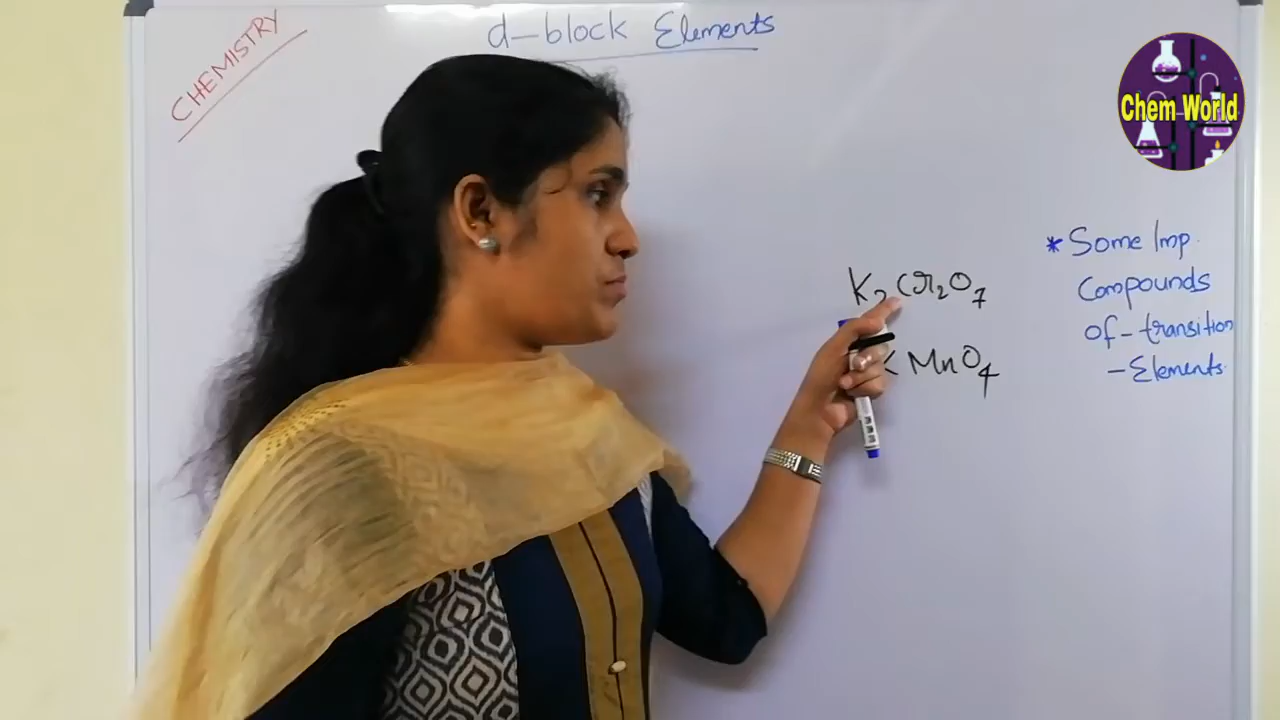 CHEMISTRY
d-block Elements
Chem World
K2Cr2O7
KMnO4
* Some Imp.
Compounds
Of-transition
-Elements.